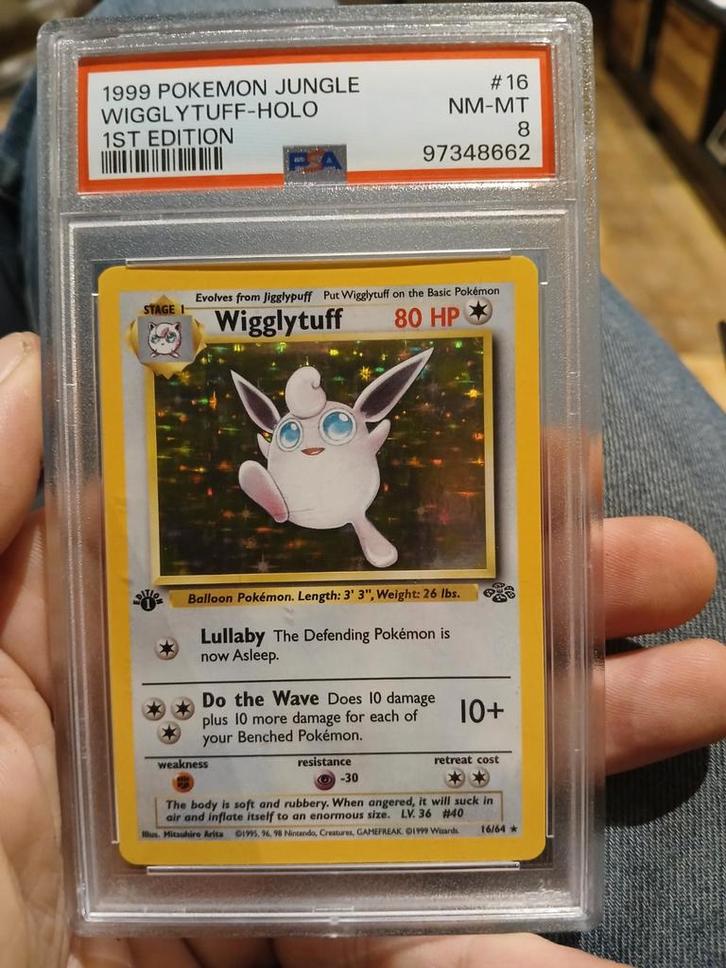 1999 POKEMON JUNGLE #16
WIGGLYTUFF-HOLO NM-MT
1ST EDITION 8
PSA 97348662
Evolves from Jigglypuff Put Wigglytuff on the Basic Pokémon
STAGE 1
Wigglytuff 80 HP
EDITION 1
Balloon Pokémon. Length: 3' 3", Weight: 26 lbs.
Lullaby The Defending Pokémon is
now Asleep.
Do the Wave Does 10 damage
plus 10 more damage for each of
your Benched Pokémon.
10+
weakness resistance retreat cost
-30
The body is soft and rubbery. When angered, it will suck in
air and inflate itself to an enormous size. LV. 36 #40
Illus. Mitsuhiro Arita ©1995, 96, 98 Nintendo, Creatures, GAMEFREAK. ©1999 Wizards. 16/64 ★